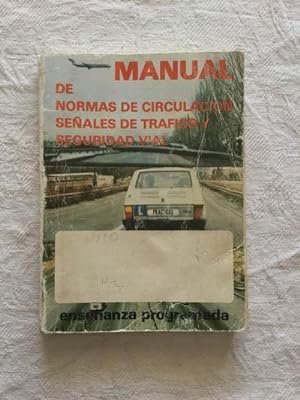 MANUAL
DE
NORMAS DE CIRCULACION
SEÑALES DE TRAFICO Y
SEGURIDAD VIAL
L
enseñanza programada